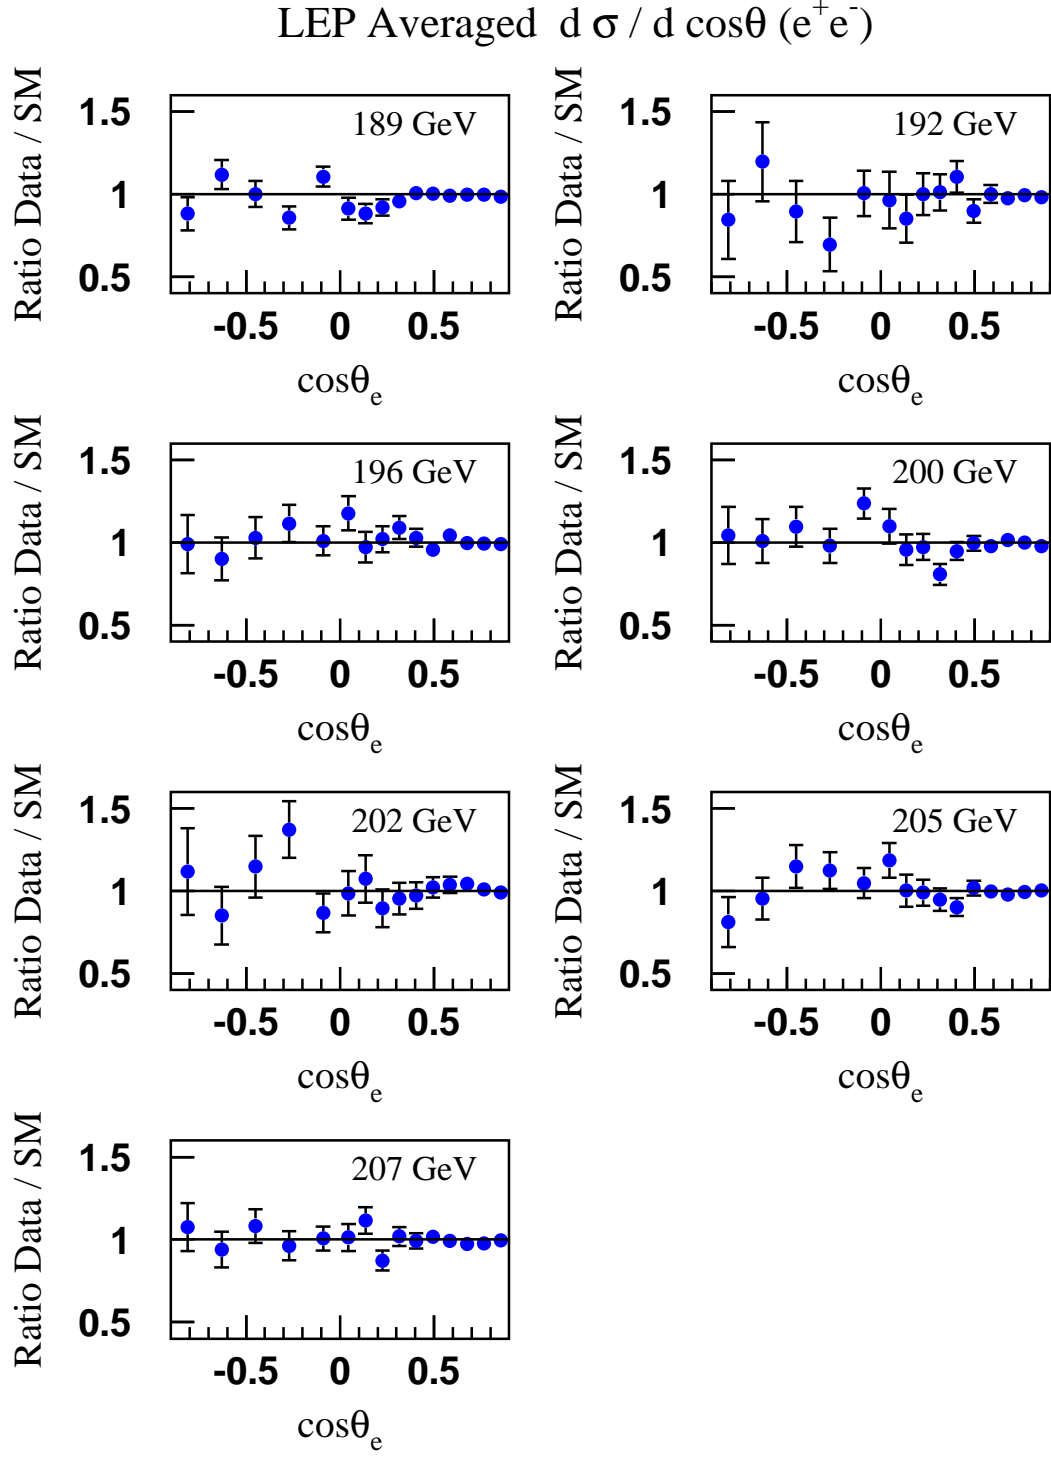 LEP Averaged d σ / d cosθ (e⁺e⁻)
Ratio Data / SM
1.5
1
0.5
189 GeV
-0.5 0 0.5
cosθe
Ratio Data / SM
1.5
1
0.5
192 GeV
-0.5 0 0.5
cosθe
Ratio Data / SM
1.5
1
0.5
196 GeV
-0.5 0 0.5
cosθe
Ratio Data / SM
1.5
1
0.5
200 GeV
-0.5 0 0.5
cosθe
Ratio Data / SM
1.5
1
0.5
202 GeV
-0.5 0 0.5
cosθe
Ratio Data / SM
1.5
1
0.5
205 GeV
-0.5 0 0.5
cosθe
Ratio Data / SM
1.5
1
0.5
207 GeV
-0.5 0 0.5
cosθe